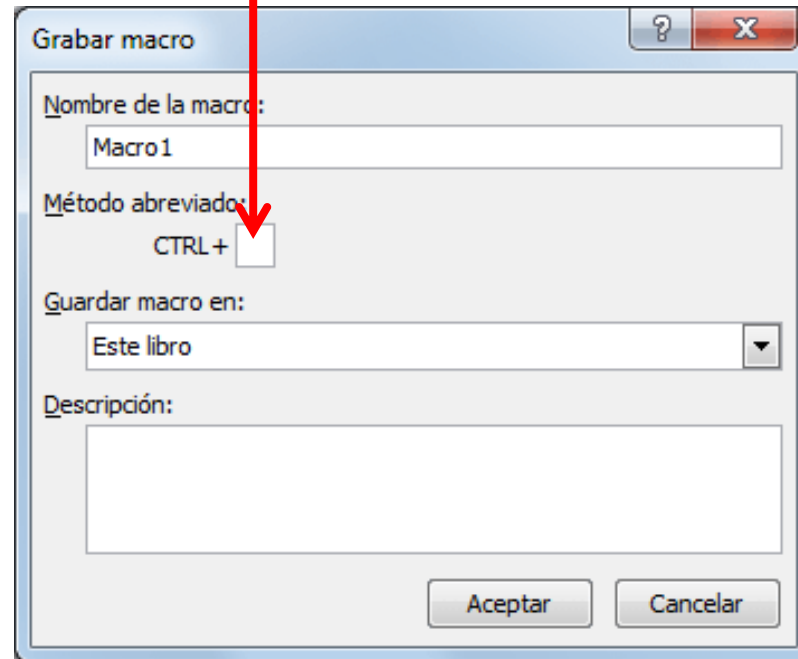 Grabar macro
Nombre de la macro:
Macro1
Método abreviado:
CTRL+
Guardar macro en:
Este libro
Descripción:
Aceptar Cancelar